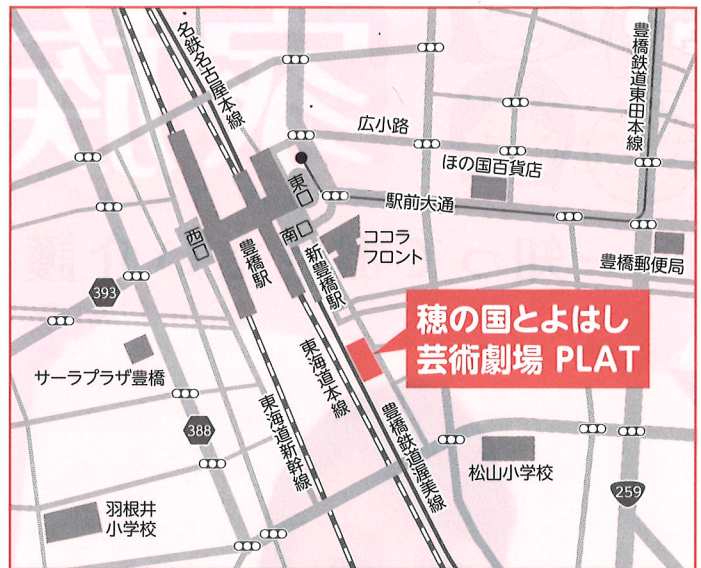 名鉄名古屋本線
豊橋鉄道東田本線
広小路
ほの国百貨店
駅前大通
東
西
南
豊橋駅
新豊橋駅
ココラ
フロント
豊橋郵便局
393
穂の国とよはし
芸術劇場 PLAT
サーラプラザ豊橋
東海道本線
東海道新幹線
豊橋鉄道渥美線
388
松山小学校
259
羽根井
小学校